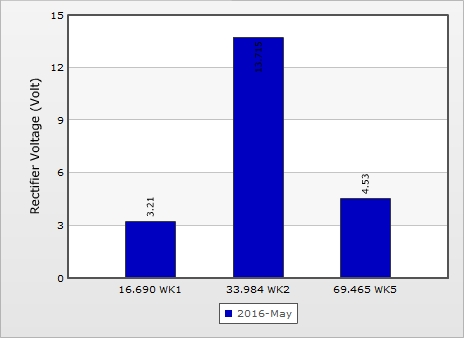 15
12
9
6
3
0
Rectifier Voltage (Volt)
3.21
4.53
16.690 WK1
33.984 WK2
69.465 WK5
2016-May